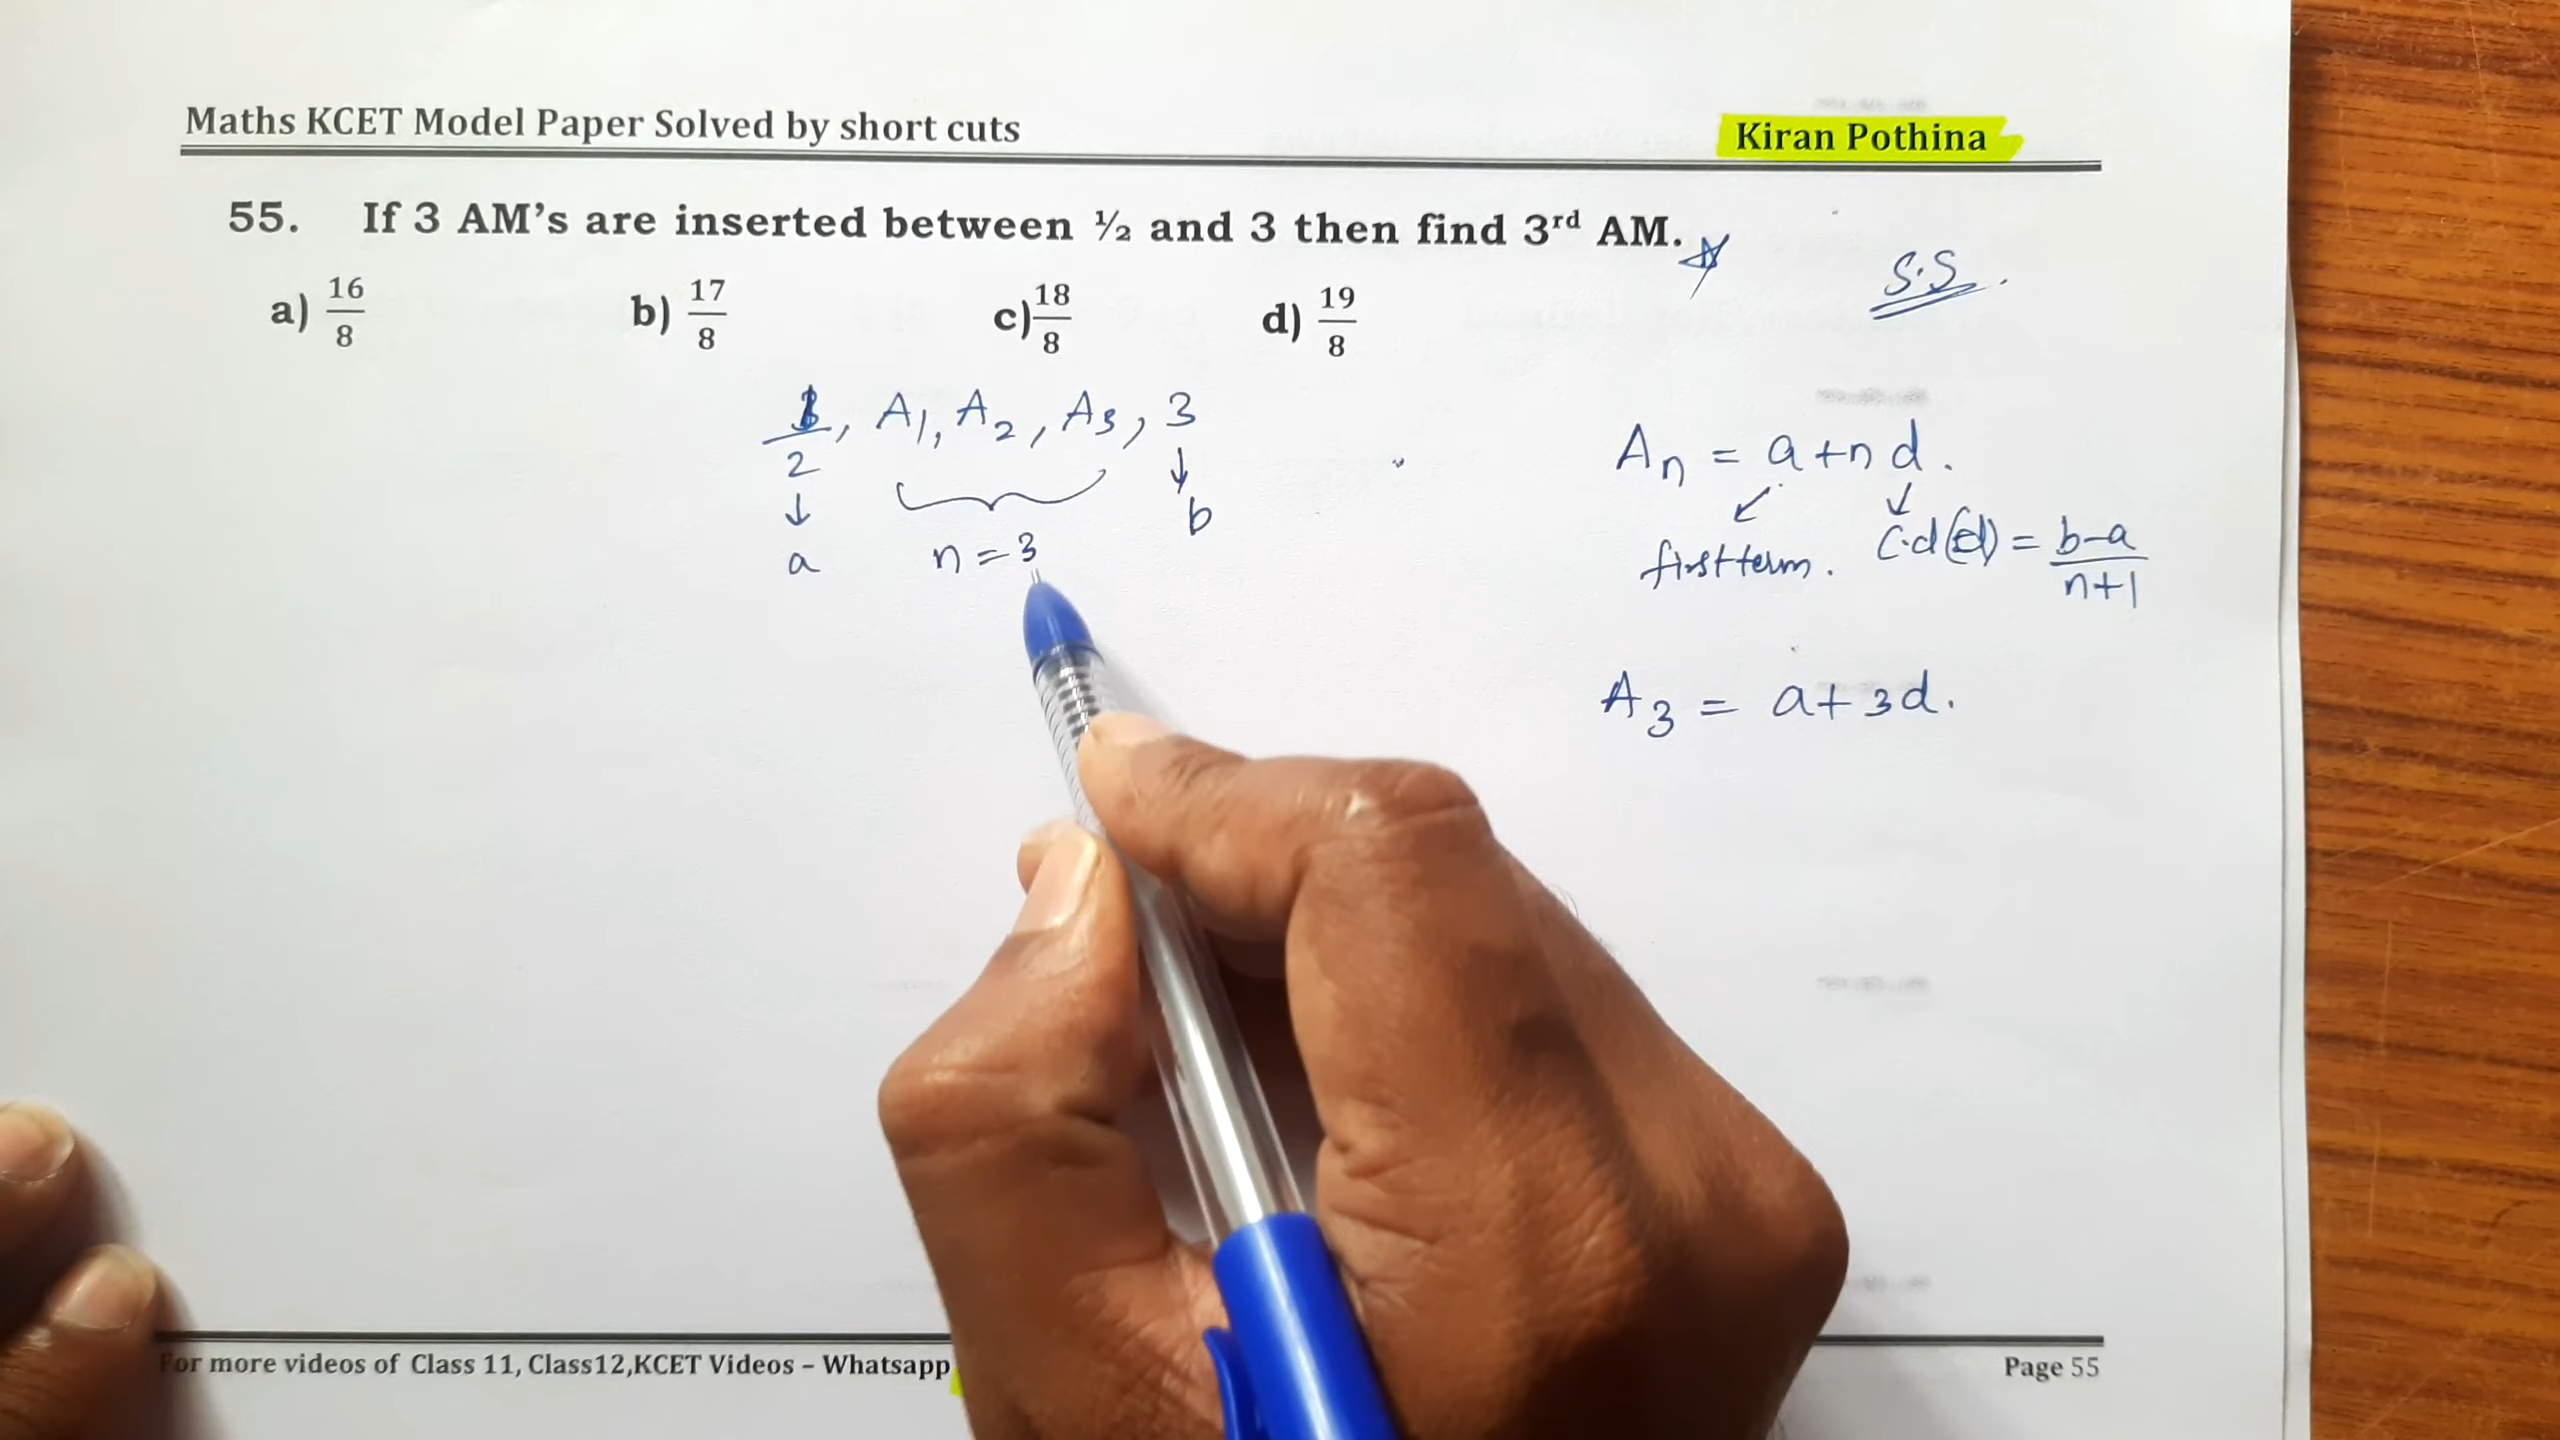 Maths KCET Model Paper Solved by short cuts
Kiran Pothina
55. If 3 AM's are inserted between ½ and 3 then find 3rd AM.
S.S.
a) 16/8 b) 17/8 c) 18/8 d) 19/8
1/2, A1, A2, A3, 3
a
n = 3
b
An = a + nd.
first term. C.d(d) = b-a/n+1
A3 = a + 3d.
For more videos of Class 11, Class12,KCET Videos – Whatsapp
Page 55